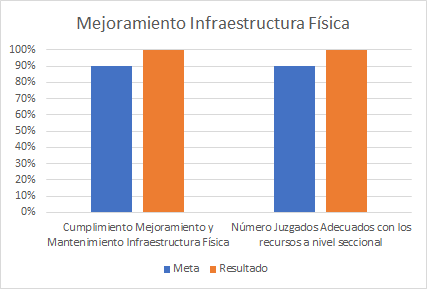 Mejoramiento Infraestructura Física
100%
90%
80%
70%
60%
50%
40%
30%
20%
10%
0%
Cumplimiento Mejoramiento y
Mantenimiento Infraestructura Física
Número Juzgados Adecuados con los
recursos a nivel seccional
Meta Resultado